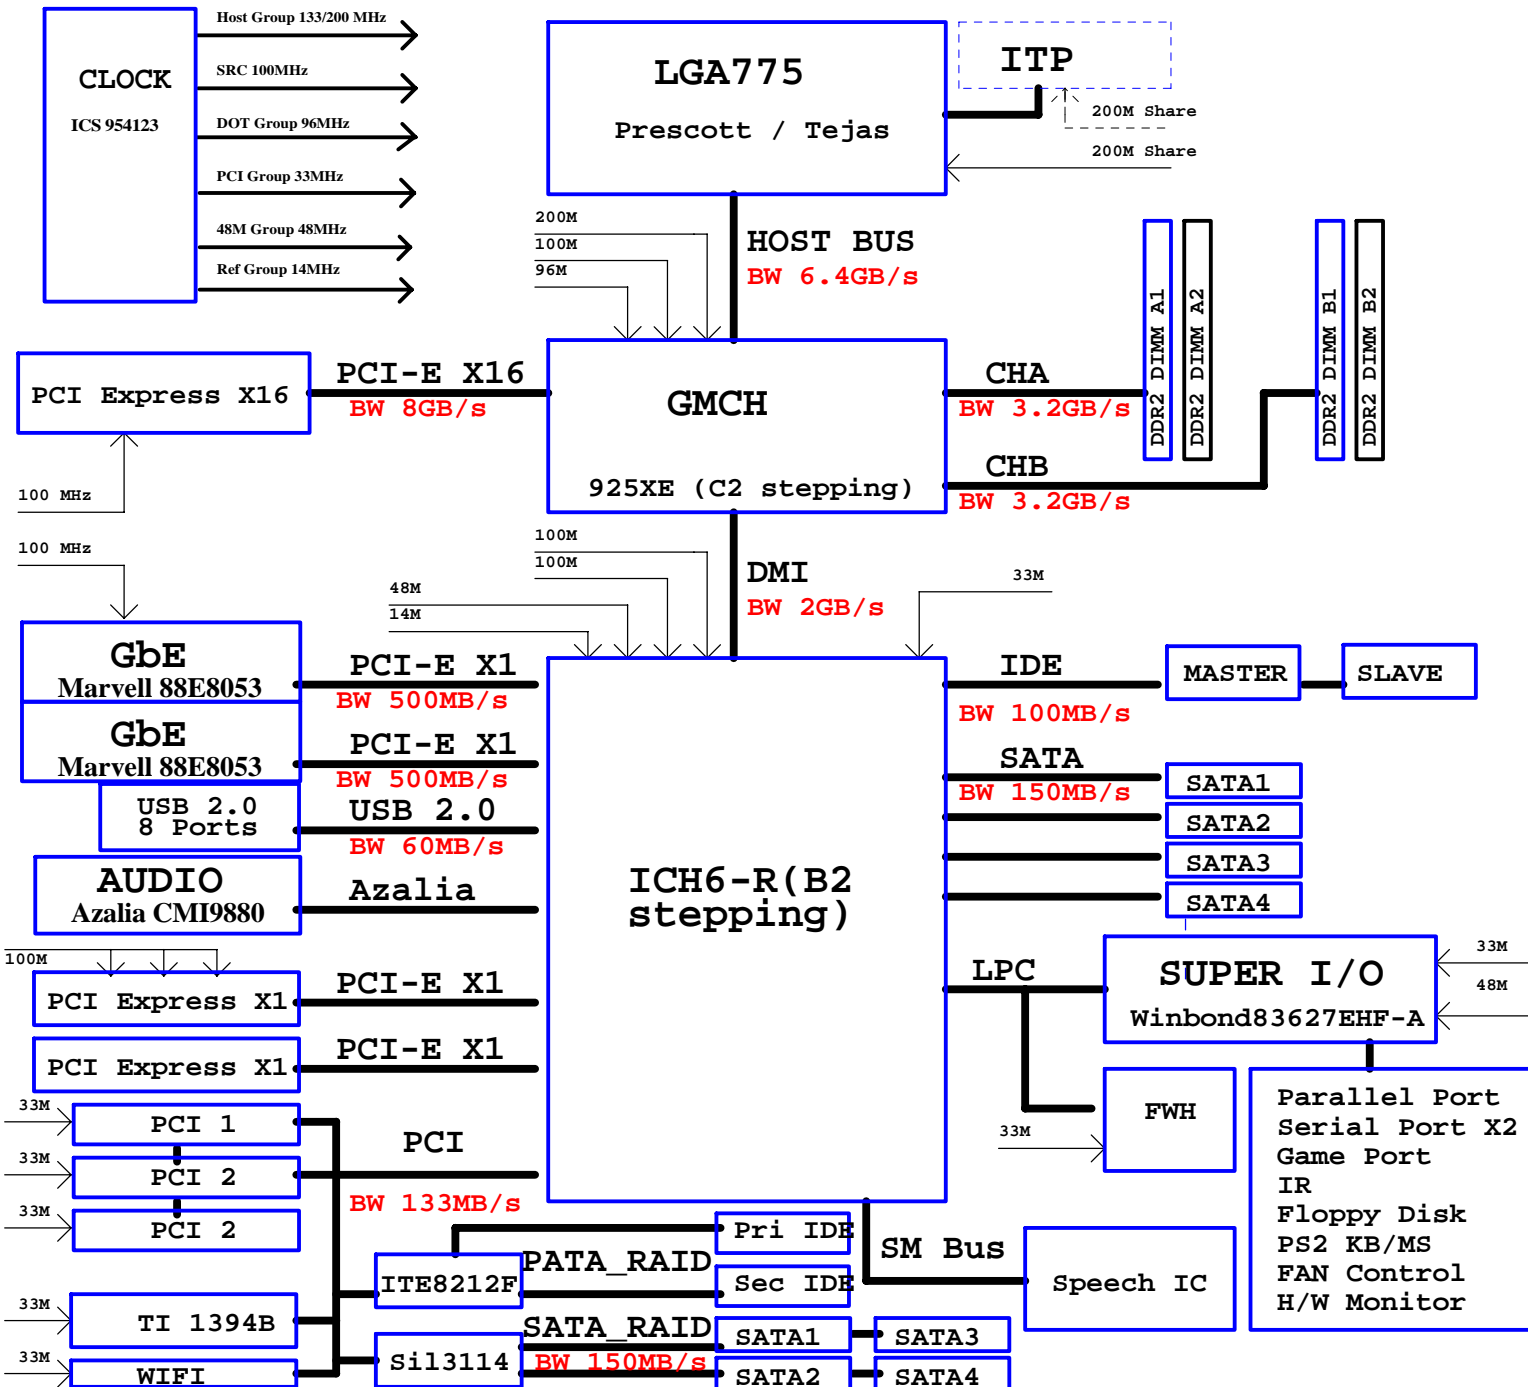 CLOCK
ICS 954123
Host Group 133/200 MHz
SRC 100MHz
DOT Group 96MHz
PCI Group 33MHz
48M Group 48MHz
Ref Group 14MHz
LGA775
Prescott / Tejas
ITP
200M Share
200M Share
200M
100M
96M
HOST BUS
BW 6.4GB/s
PCI Express X16
PCI-E X16
BW 8GB/s
GMCH
925XE (C2 stepping)
CHA
BW 3.2GB/s
CHB
BW 3.2GB/s
DDR2 DIMM A1
DDR2 DIMM A2
DDR2 DIMM B1
DDR2 DIMM B2
100 MHz
100 MHz
100M
100M
48M
14M
DMI
BW 2GB/s
33M
GbE
Marvell 88E8053
PCI-E X1
BW 500MB/s
GbE
Marvell 88E8053
PCI-E X1
BW 500MB/s
USB 2.0
8 Ports
USB 2.0
BW 60MB/s
AUDIO
Azalia CMI9880
Azalia
ICH6-R(B2
stepping)
IDE
BW 100MB/s
MASTER
SLAVE
SATA
BW 150MB/s
SATA1
SATA2
SATA3
SATA4
100M
PCI Express X1
PCI-E X1
PCI Express X1
PCI-E X1
LPC
SUPER I/O
Winbond83627EHF-A
33M
48M
FWH
33M
Parallel Port
Serial Port X2
Game Port
IR
Floppy Disk
PS2 KB/MS
FAN Control
H/W Monitor
33M
PCI 1
33M
PCI 2
33M
PCI 2
PCI
BW 133MB/s
33M
TI 1394B
33M
WIFI
ITE8212F
PATA_RAID
Pri IDE
Sec IDE
Sil3114
SATA_RAID
BW 150MB/s
SATA1
SATA3
SATA2
SATA4
SM Bus
Speech IC